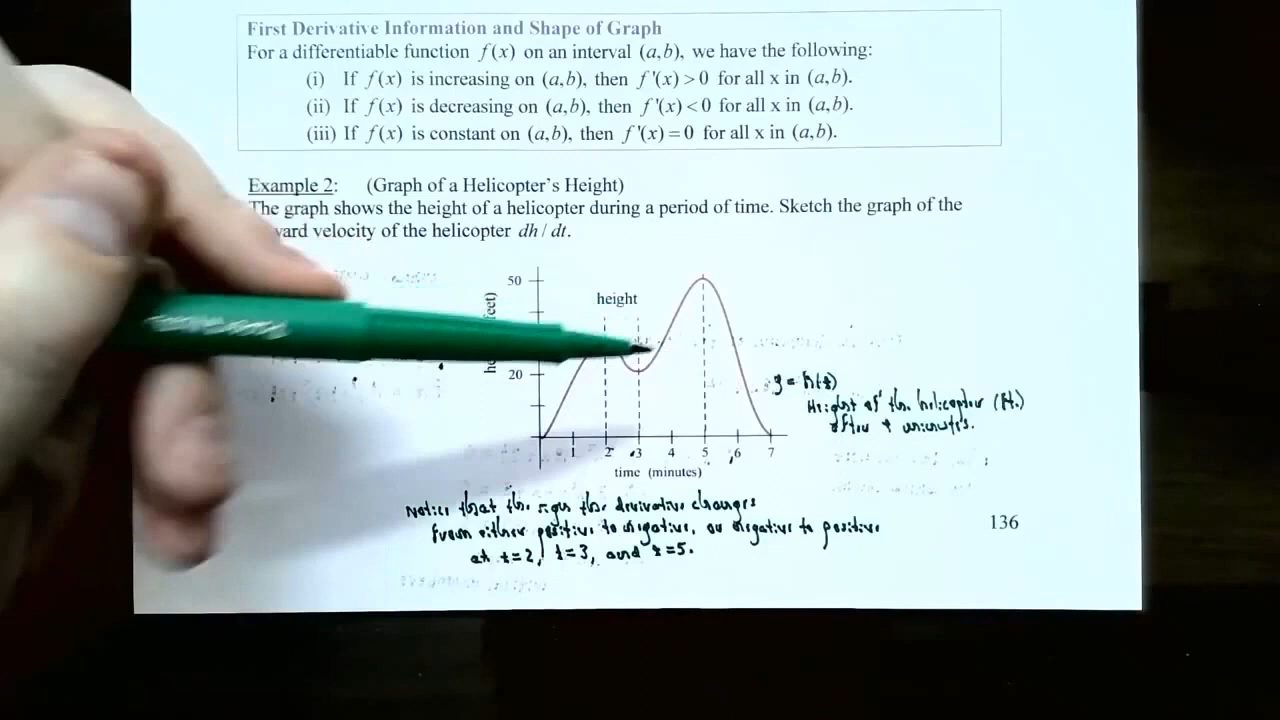 First Derivative Information and Shape of Graph
For a differentiable function f(x) on an interval (a,b), we have the following:
(i) If f(x) is increasing on (a,b), then f'(x) > 0 for all x in (a,b).
(ii) If f(x) is decreasing on (a,b), then f'(x) < 0 for all x in (a,b).
(iii) If f(x) is constant on (a,b), then f'(x) = 0 for all x in (a,b).
Example 2: (Graph of a Helicopter's Height)
The graph shows the height of a helicopter during a period of time. Sketch the graph of the
velocity of the helicopter dh / dt.
50
height
20
y = h(t)
Height of the helicopter (ft.)
after t minutes.
1 2 3 4 5 6 7
time (minutes)
Notice that the sign the derivative changes
from either positive to negative, or negative to positive
at t=2, t=3, and t=5.
136